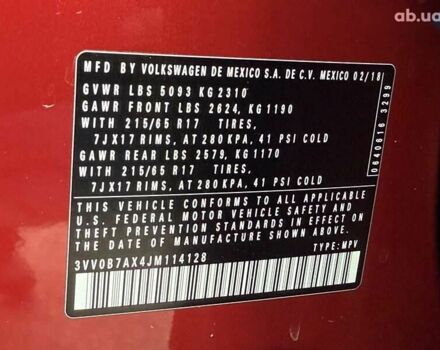 ab.ua
MFD BY VOLKSWAGEN DE MEXICO S.A. DE C.V. MEXICO 02/18
GVWR LBS 5093 KG 2310
GAWR FRONT LBS 2624, KG 1190
WITH 215/65 R17 TIRES,
7JX17 RIMS, AT 280 KPA, 41 PSI COLD
GAWR REAR LBS 2579, KG 1170
WITH 215/65 R17 TIRES,
7JX17 RIMS, AT 280 KPA, 41 PSI COLD
THIS VEHICLE CONFORMS TO ALL APPLICABLE
U.S. FEDERAL MOTOR VEHICLE SAFETY AND
THEFT PREVENTION STANDARDS IN EFFECT ON
THE DATE OF MANUFACTURE SHOWN ABOVE
3VV0B7AX4JM114128 TYPE: MPV
0640816 3299